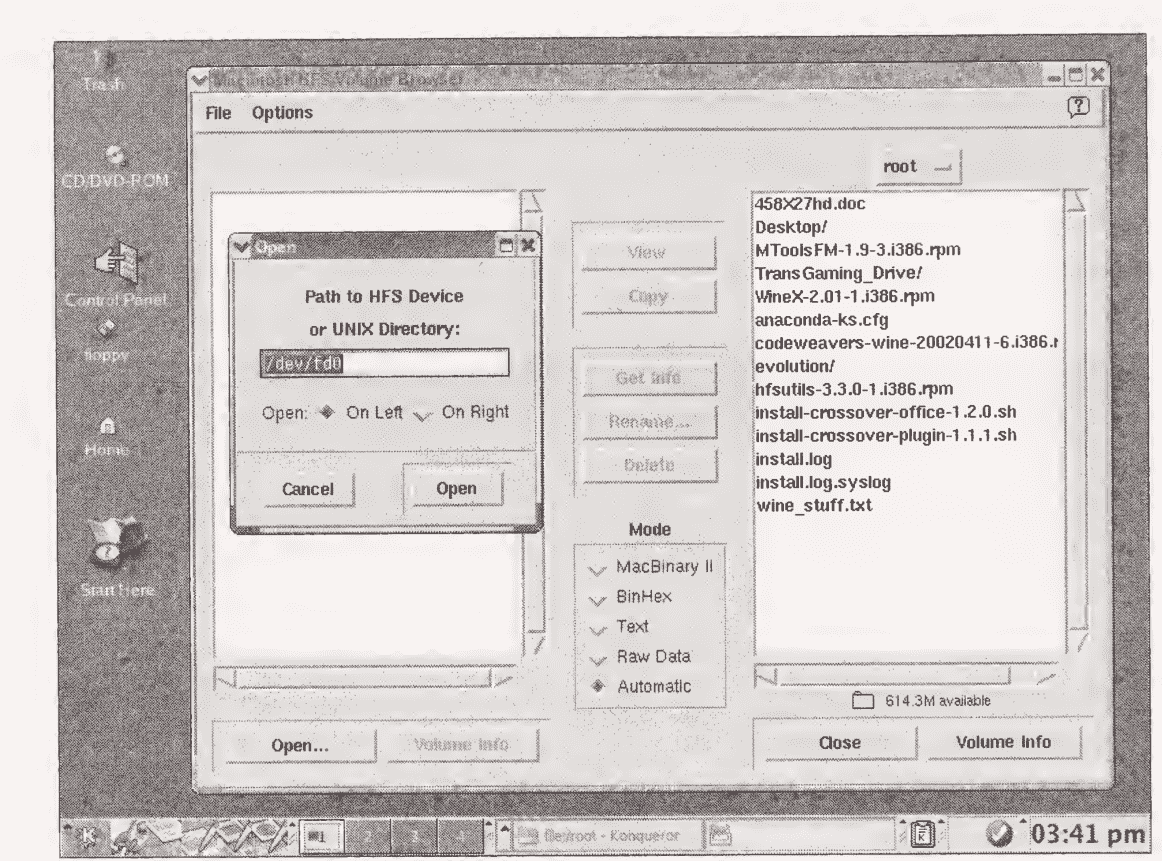 Trash
CD/DVD-ROM
Control Panel
floppy
Home
Start Here
Macintosh HFS Volume Browser
File Options
root
458X27hd.doc
Desktop/
MToolsFM-1.9-3.i386.rpm
TransGaming_Drive/
WineX-2.01-1.i386.rpm
anaconda-ks.cfg
codeweavers-wine-20020411-6.i386.r
evolution/
hfsutils-3.3.0-1.i386.rpm
install-crossover-office-1.2.0.sh
install-crossover-plugin-1.1.1.sh
install.log
install.log.syslog
wine_stuff.txt
614.3M available
Close Volume Info
View
Copy
Get Info
Rename...
Delete
Mode
MacBinary II
BinHex
Text
Raw Data
Automatic
Open
Path to HFS Device
or UNIX Directory:
/dev/fd0
Open: On Left On Right
Cancel Open
Open... Volume Info
1 2 3 4
file:/root - Konqueror
03:41 pm